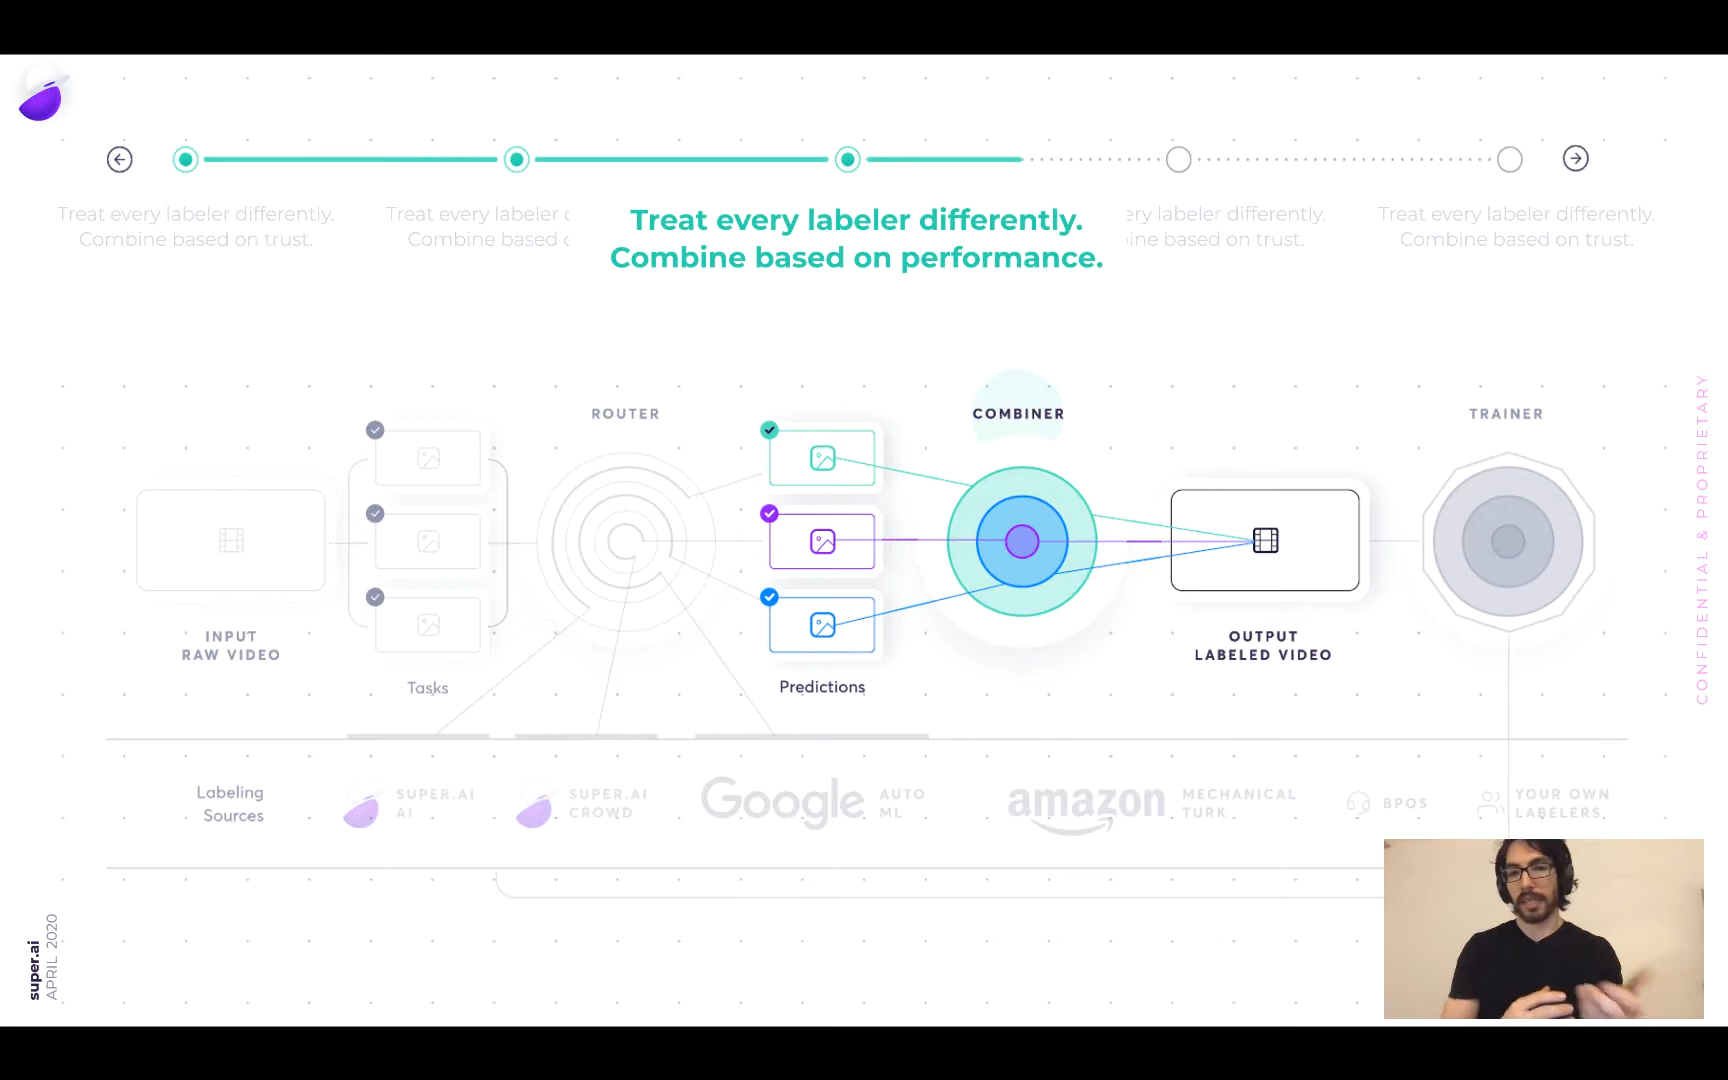 Treat every labeler differently.
Combine based on trust.
Treat every labeler
Combine based
Treat every labeler differently.
Combine based on performance.
labeler differently.
based on trust.
Treat every labeler differently.
Combine based on trust.
ROUTER
COMBINER
TRAINER
INPUT
RAW VIDEO
Tasks
Predictions
OUTPUT
LABELED VIDEO
Labeling
Sources
SUPER.AI
AI
SUPER.AI
CROWD
Google
AUTO
ML
amazon
MECHANICAL
TURK
BPOS
YOUR OWN
LABELERS
CONFIDENTIAL & PROPRIETARY
super.ai
APRIL 2020